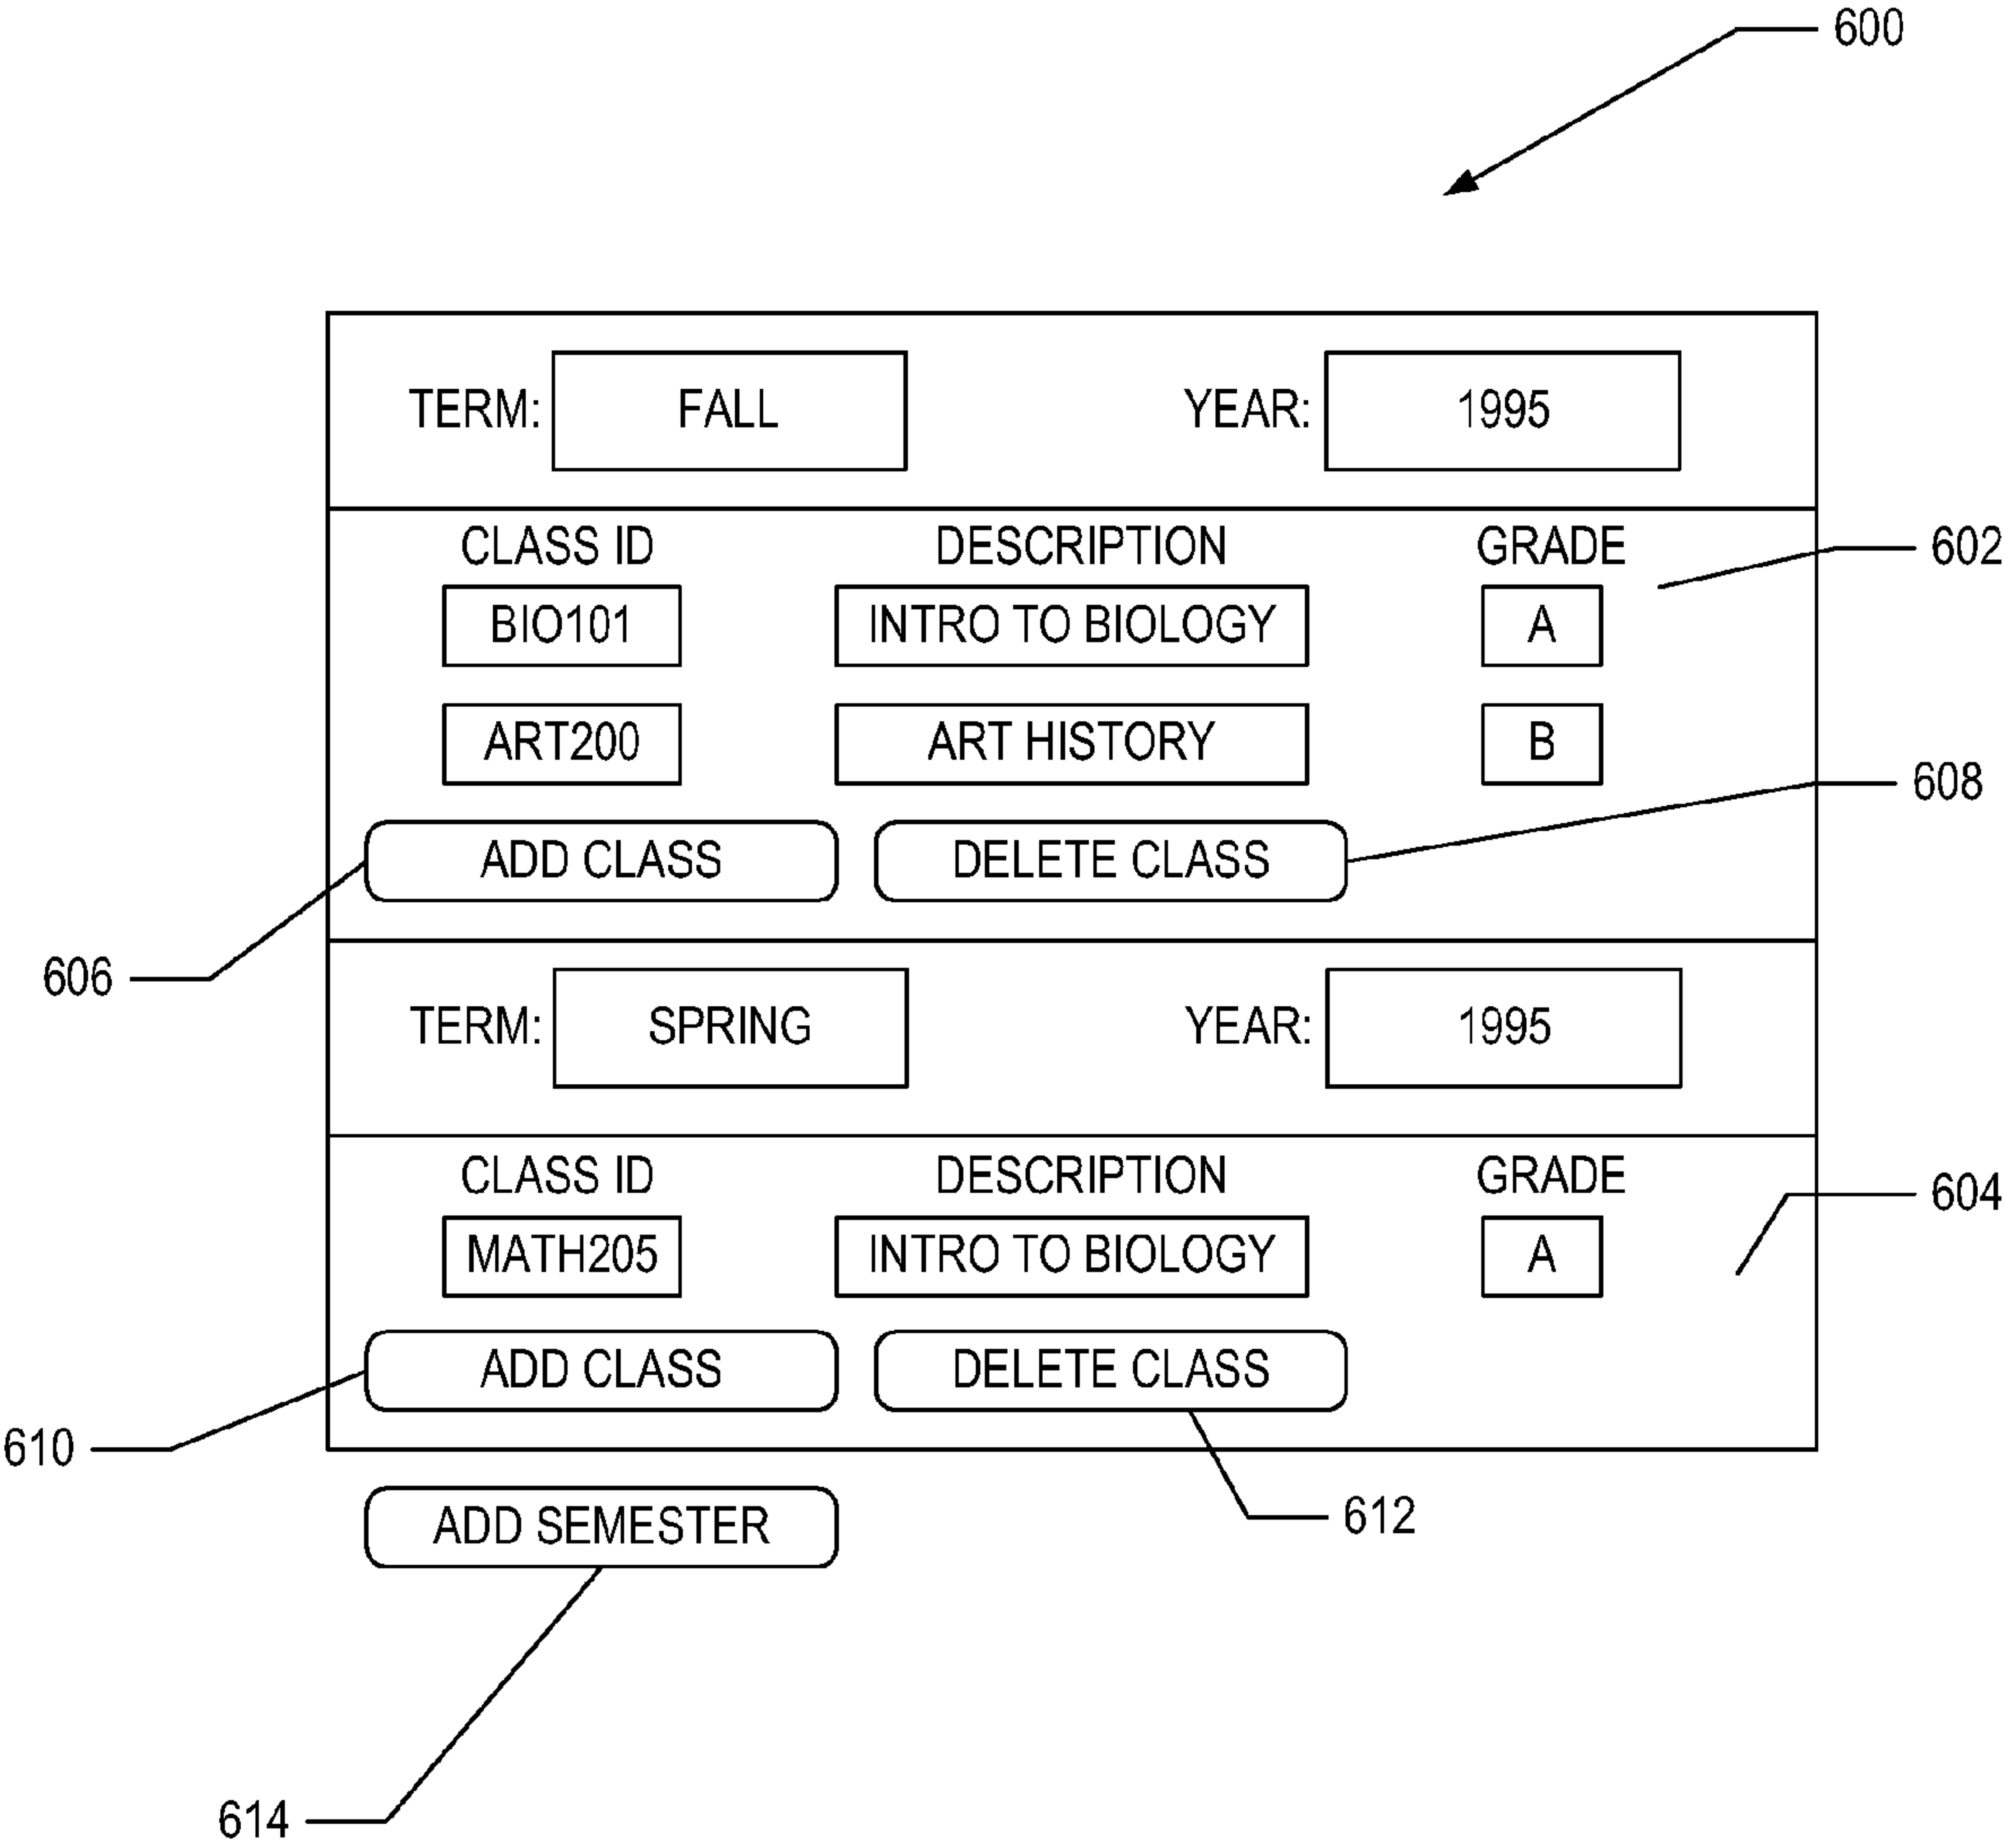 600
TERM: FALL YEAR: 1995
CLASS ID DESCRIPTION GRADE 602
BIO101 INTRO TO BIOLOGY A
ART200 ART HISTORY B
608
ADD CLASS DELETE CLASS
606
TERM: SPRING YEAR: 1995
CLASS ID DESCRIPTION GRADE
604
MATH205 INTRO TO BIOLOGY A
ADD CLASS DELETE CLASS
610
ADD SEMESTER 612
614